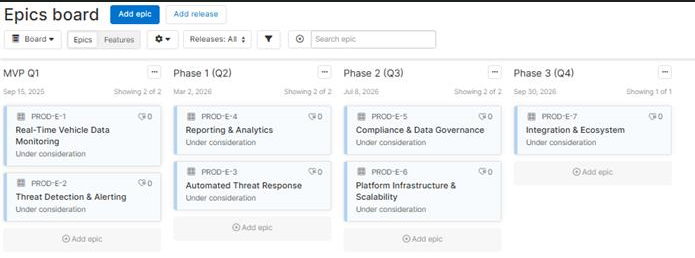 Epics board Add epic Add release
Board Epics Features Releases: All Search epic
MVP Q1
Sep 15, 2025 Showing 2 of 2
PROD-E-1 0
Real-Time Vehicle Data
Monitoring
Under consideration
PROD-E-2 0
Threat Detection & Alerting
Under consideration
Add epic
Phase 1 (Q2)
Mar 2, 2026 Showing 2 of 2
PROD-E-4 0
Reporting & Analytics
Under consideration
PROD-E-3 0
Automated Threat Response
Under consideration
Add epic
Phase 2 (Q3)
Jul 8, 2026 Showing 2 of 2
PROD-E-5 0
Compliance & Data Governance
Under consideration
PROD-E-6 0
Platform Infrastructure &
Scalability
Under consideration
Add epic
Phase 3 (Q4)
Sep 30, 2026 Showing 1 of 1
PROD-E-7 0
Integration & Ecosystem
Under consideration
Add epic